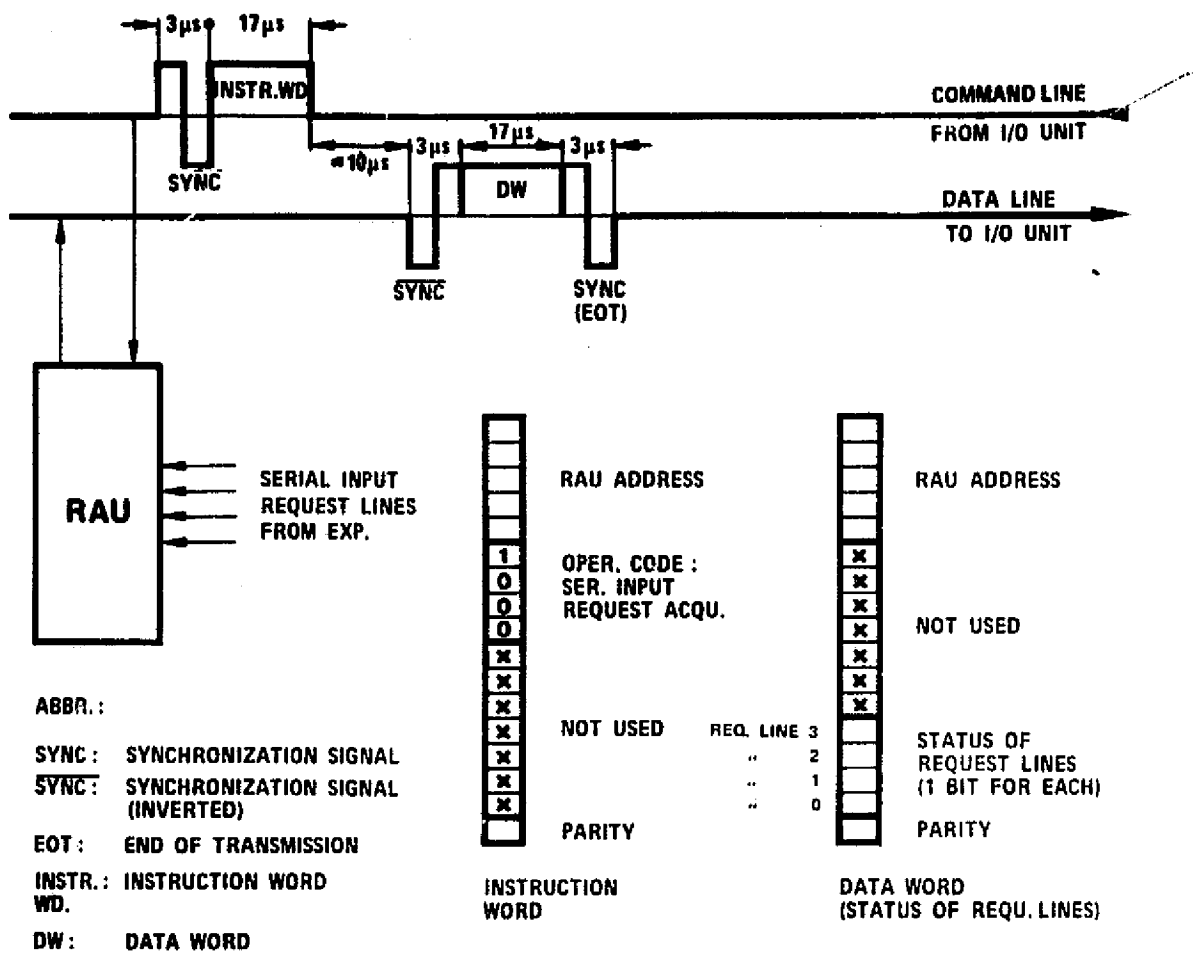 3μs 17μs
INSTR.WD
COMMAND LINE
FROM I/O UNIT
SYNC
≈10μs 3μs 17μs 3μs
DW
DATA LINE
TO I/O UNIT
SYNC
SYNC
(EOT)
RAU
SERIAL INPUT
REQUEST LINES
FROM EXP.
RAU ADDRESS
1
0
0
0
X
X
X
X
X
X
X
OPER. CODE :
SER. INPUT
REQUEST ACQU.
NOT USED
PARITY
INSTRUCTION
WORD
RAU ADDRESS
X
X
X
X
X
X
X
NOT USED
REQ. LINE 3
" 2
" 1
" 0
STATUS OF
REQUEST LINES
(1 BIT FOR EACH)
PARITY
DATA WORD
(STATUS OF REQU. LINES)
ABBR. :
SYNC : SYNCHRONIZATION SIGNAL
SYNC : SYNCHRONIZATION SIGNAL
(INVERTED)
EOT : END OF TRANSMISSION
INSTR. : INSTRUCTION WORD
WD.
DW : DATA WORD